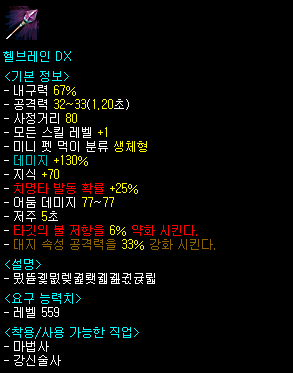 헬브레인 DX
<기본 정보>
- 내구력 67%
- 공격력 32~33(1.20초)
- 사정거리 80
- 모든 스킬 레벨 +1
- 미니 펫 먹이 분류 생체형
- 데미지 +130%
- 지식 +70
- 치명타 발동 확률 +25%
- 어둠 데미지 77~77
- 저주 5초
- 타깃의 불 저항을 6% 약화 시킨다.
- 대지 속성 공격력을 33% 강화 시킨다.
<설명>
<요구 능력치>
- 레벨 559
<착용/사용 가능한 직업>
- 마법사
- 강신술사